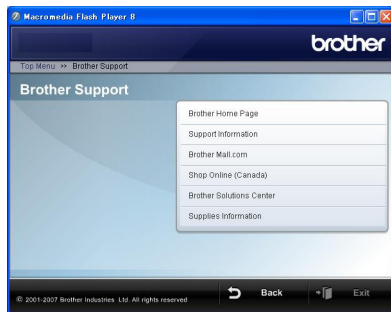 Macromedia Flash Player 8
brother
Top Menu >> Brother Support
Brother Support
Brother Home Page
Support Information
Brother Mall.com
Shop Online (Canada)
Brother Solutions Center
Supplies Information
© 2001-2007 Brother Industries Ltd. All rights reserved
Back
Exit